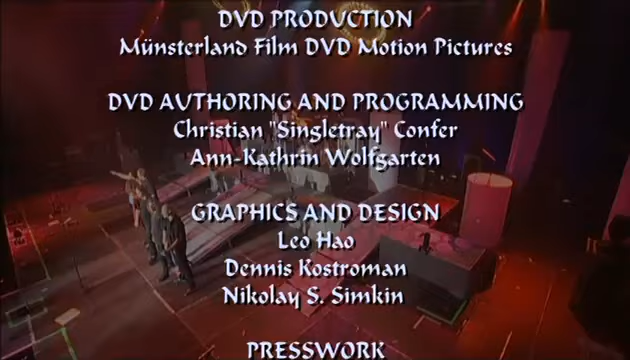 DVD PRODUCTION
Münsterland Film DVD Motion Pictures
DVD AUTHORING AND PROGRAMMING
Christian "Singletray" Confer
Ann-Kathrin Wolfgarten
GRAPHICS AND DESIGN
Leo Hao
Dennis Kostroman
Nikolay S. Simkin
PRESSWORK